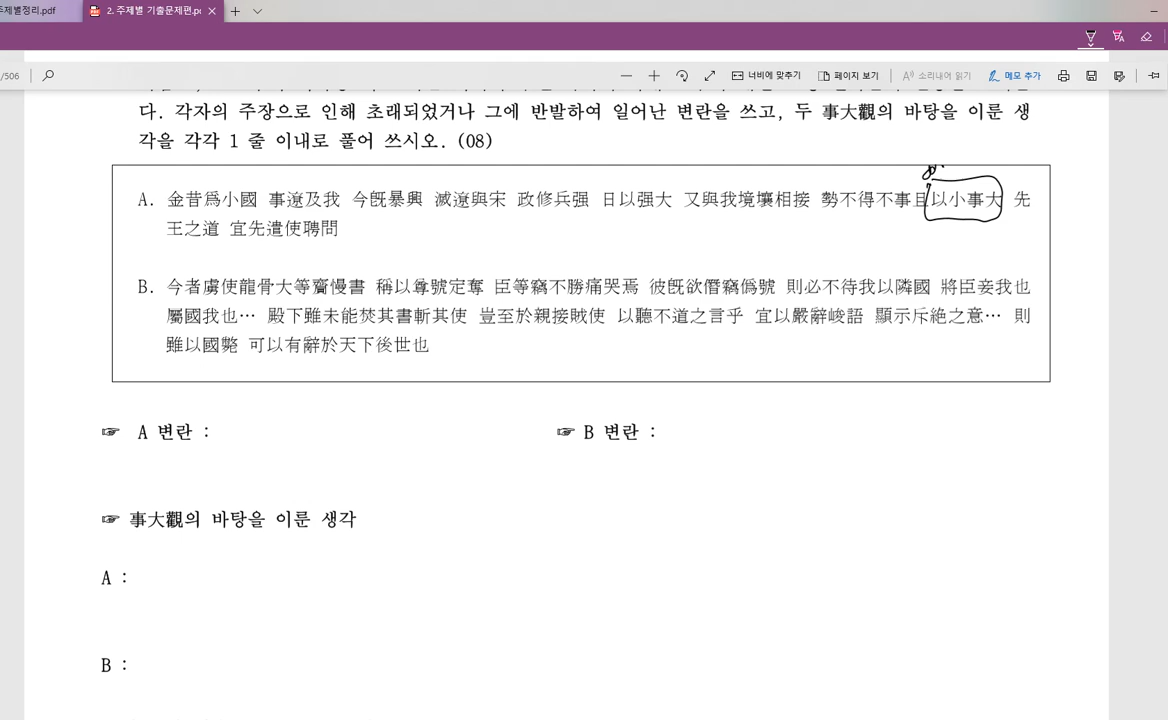 제별정리.pdf
2. 주제별 기출문제편.pd
/506
너비에 맞추기
페이지 보기
소리내어 읽기
메모 추가
다. 각자의 주장으로 인해 초래되었거나 그에 반발하여 일어난 변란을 쓰고, 두 事大觀의 바탕을 이룬 생
각을 각각 1 줄 이내로 풀어 쓰시오. (08)
A. 金昔爲小國 事遼及我 今旣暴興 滅遼與宋 政修兵强 日以强大 又與我境壤相接 勢不得不事且以小事大 先
王之道 宜先遣使聘問
B. 今者虜使龍骨大等齎慢書 稱以尊號定奪 臣等竊不勝痛哭焉 彼旣欲僭竊僞號 則必不待我以隣國 將臣妾我也
屬國我也… 殿下雖未能焚其書斬其使 豈至於親接賊使 以聽不道之言乎 宜以嚴辭峻語 顯示斥絶之意… 則
雖以國斃 可以有辭於天下後世也
☞ A 변란 :
☞ B 변란 :
☞ 事大觀의 바탕을 이룬 생각
A :
B :